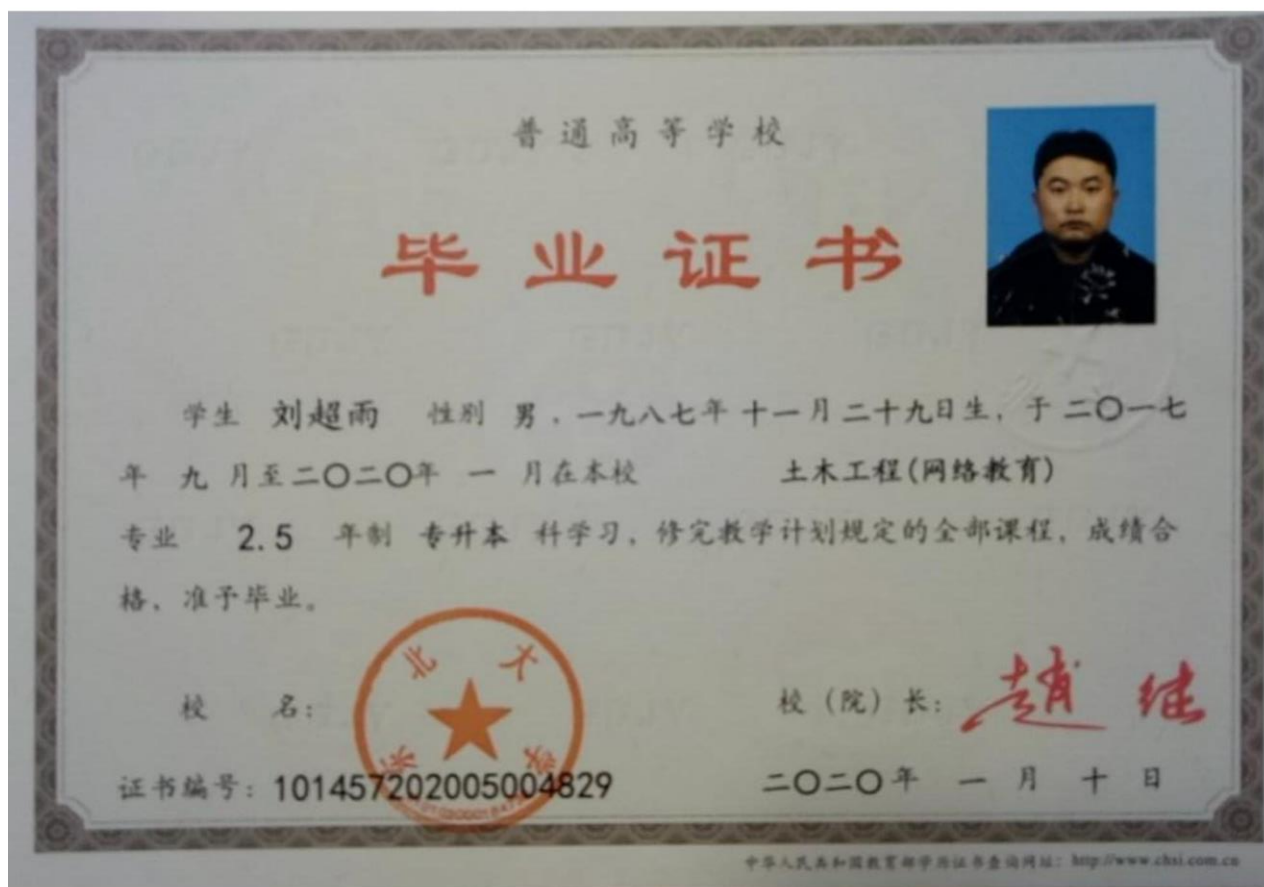 普通高等学校
毕业证书
学生 刘超雨 性别 男，一九八七年十一月二十九日生，于二〇一七
年 九 月至二〇二〇年 一 月在本校 土木工程(网络教育)
专业 2.5 年制 专升本 科学习，修完教学计划规定的全部课程，成绩合
格，准予毕业。
校 名：
东北大学
校（院）长：
赵继
证书编号：101457202005004829
二〇二〇年 一 月 十 日
中华人民共和国教育部学历证书查询网址：http://www.chsi.com.cn